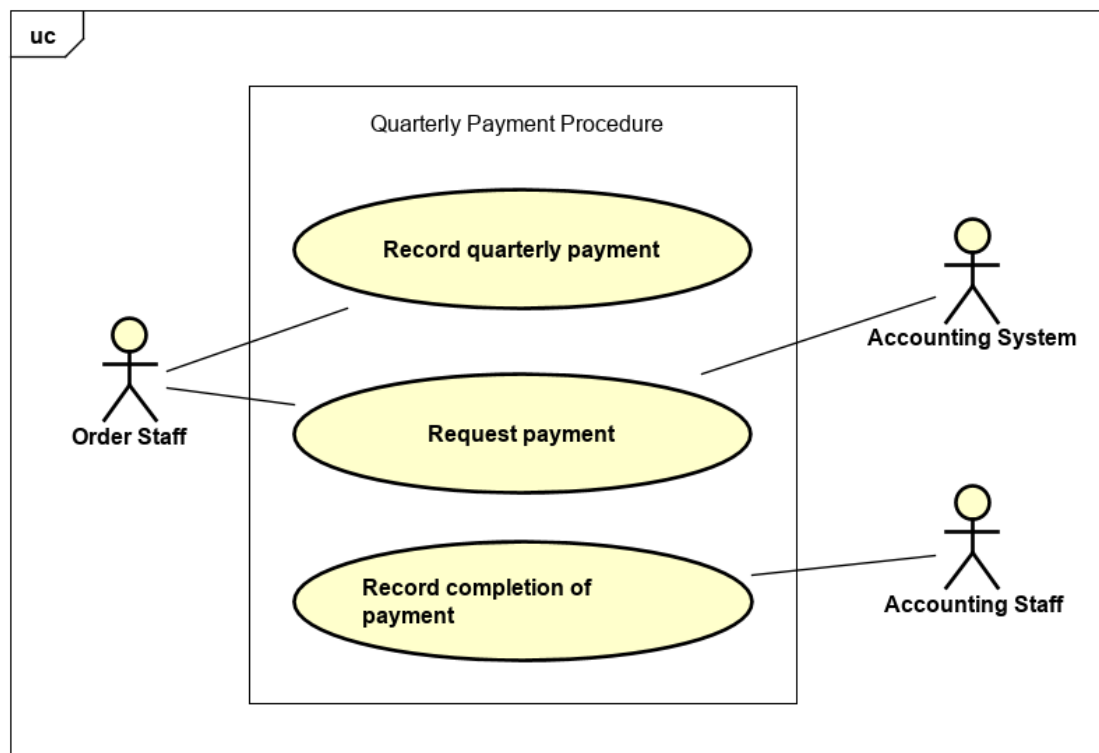 uc
Quarterly Payment Procedure
Record quarterly payment
Accounting System
Order Staff
Request payment
Record completion of
payment
Accounting Staff